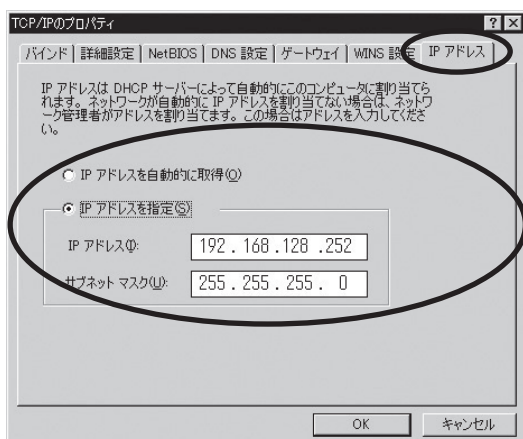 TCP/IPのプロパティ
バインド 詳細設定 NetBIOS DNS 設定 ゲートウェイ WINS 設定 IP アドレス
IP アドレスは DHCP サーバーによって自動的にこのコンピュータに割り当てら
れます。ネットワークが自動的に IP アドレスを割り当てない場合は、ネットワ
ーク管理者がアドレスを割り当てます。この場合はアドレスを入力してくださ
い。
IP アドレスを自動的に取得(O)
IP アドレスを指定(S)
IP アドレス(I): 192 . 168 . 128 . 252
サブネット マスク(U): 255 . 255 . 255 . 0
OK キャンセル